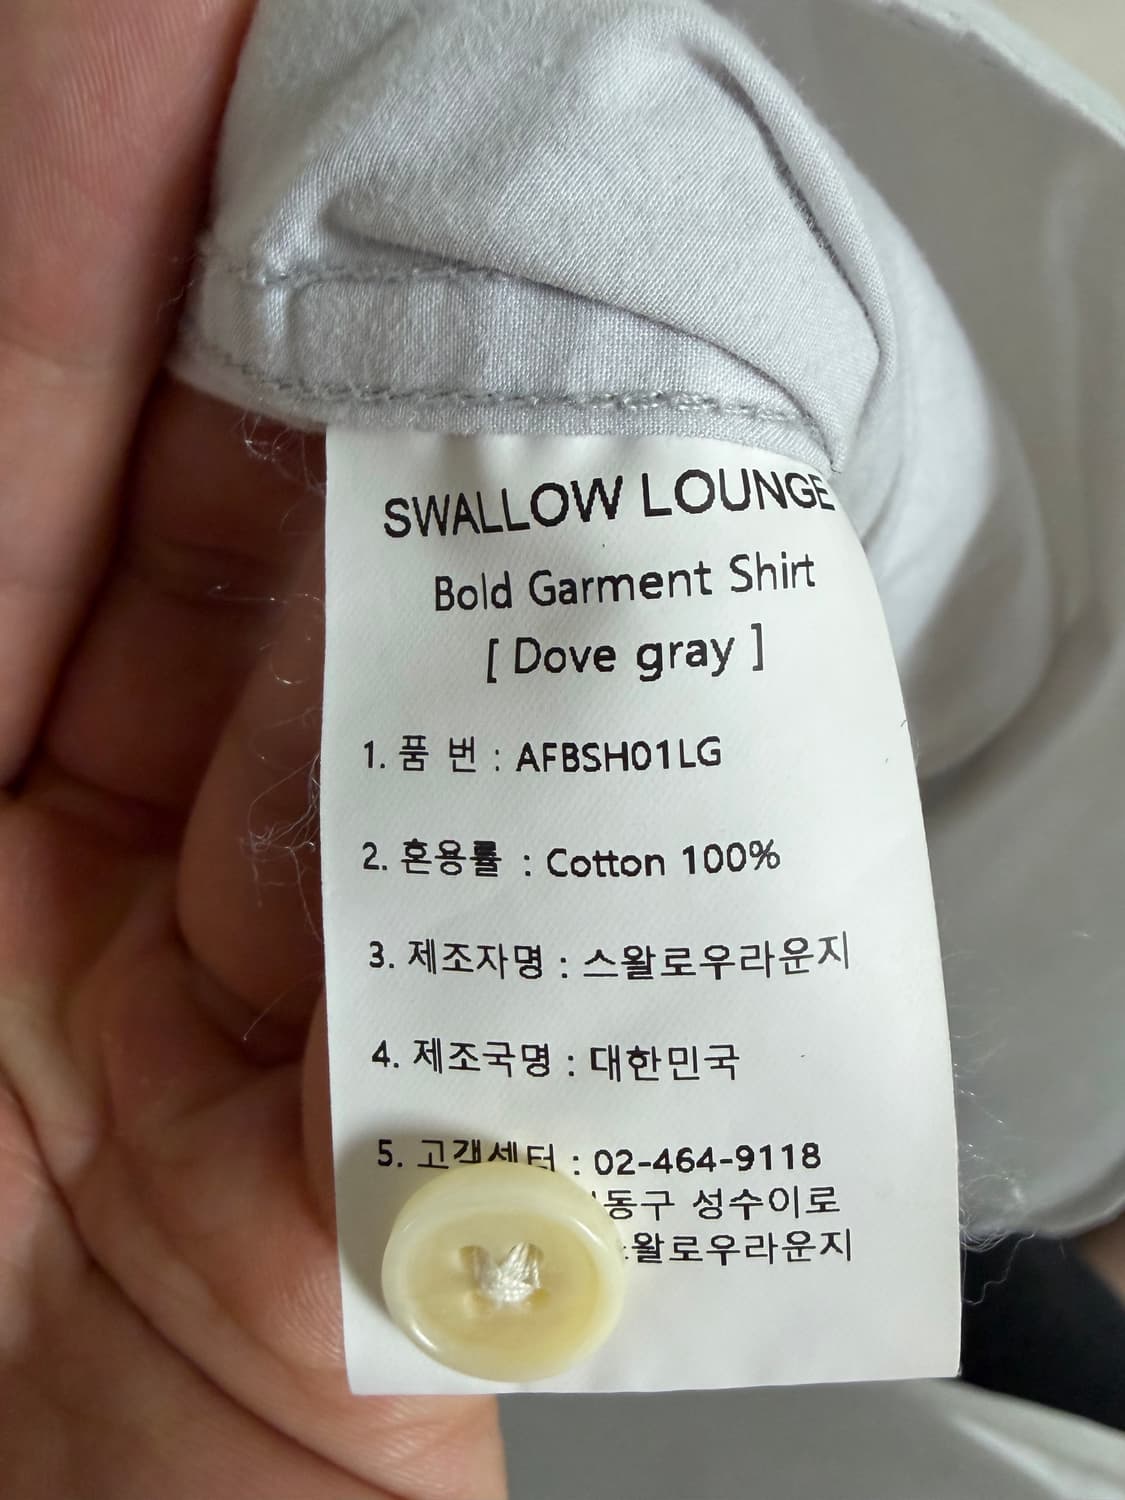 SWALLOW LOUNGE
Bold Garment Shirt
[ Dove gray ]
1. 품 번 : AFBSH01LG
2. 혼용률 : Cotton 100%
3. 제조자명 : 스왈로우라운지
4. 제조국명 : 대한민국
5. 고객센터 : 02-464-9118
동구 성수이로
왈로우라운지